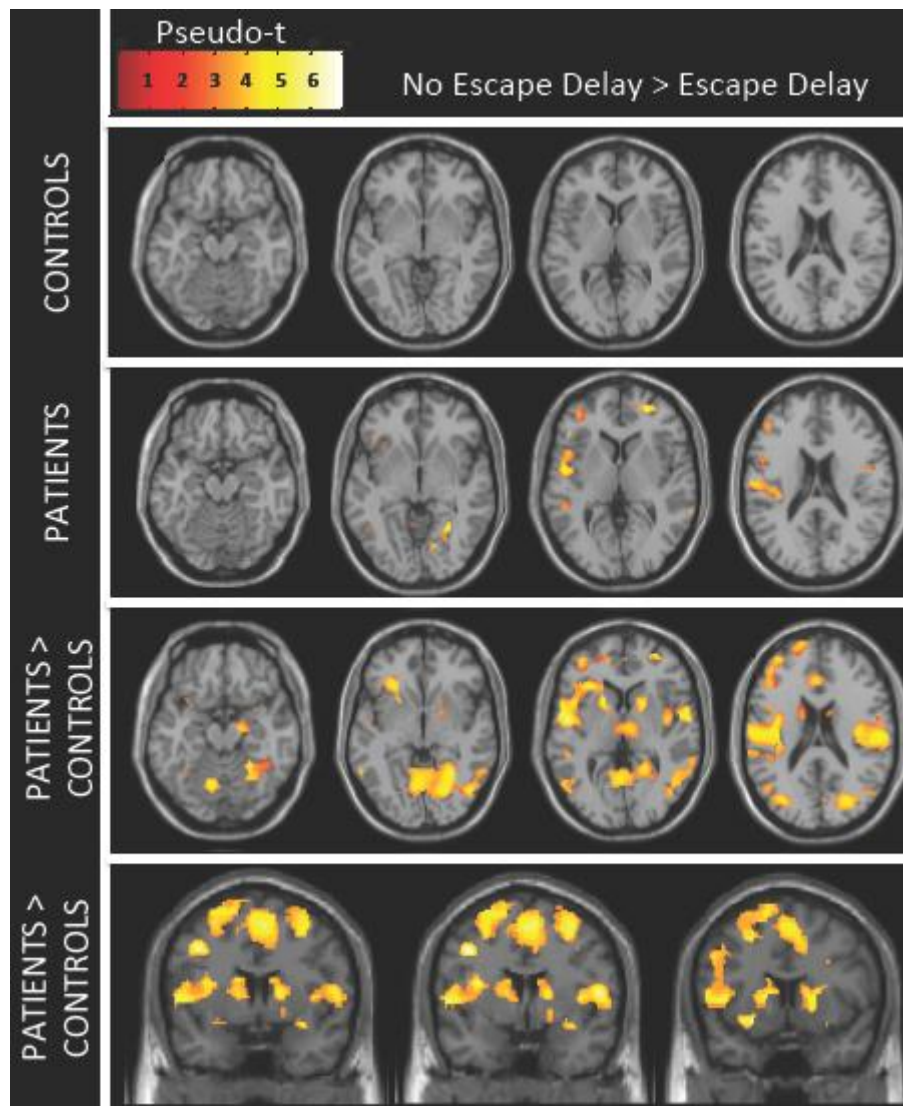 Pseudo-t
1 2 3 4 5 6
No Escape Delay > Escape Delay
CONTROLS
PATIENTS
PATIENTS >
CONTROLS
PATIENTS >
CONTROLS